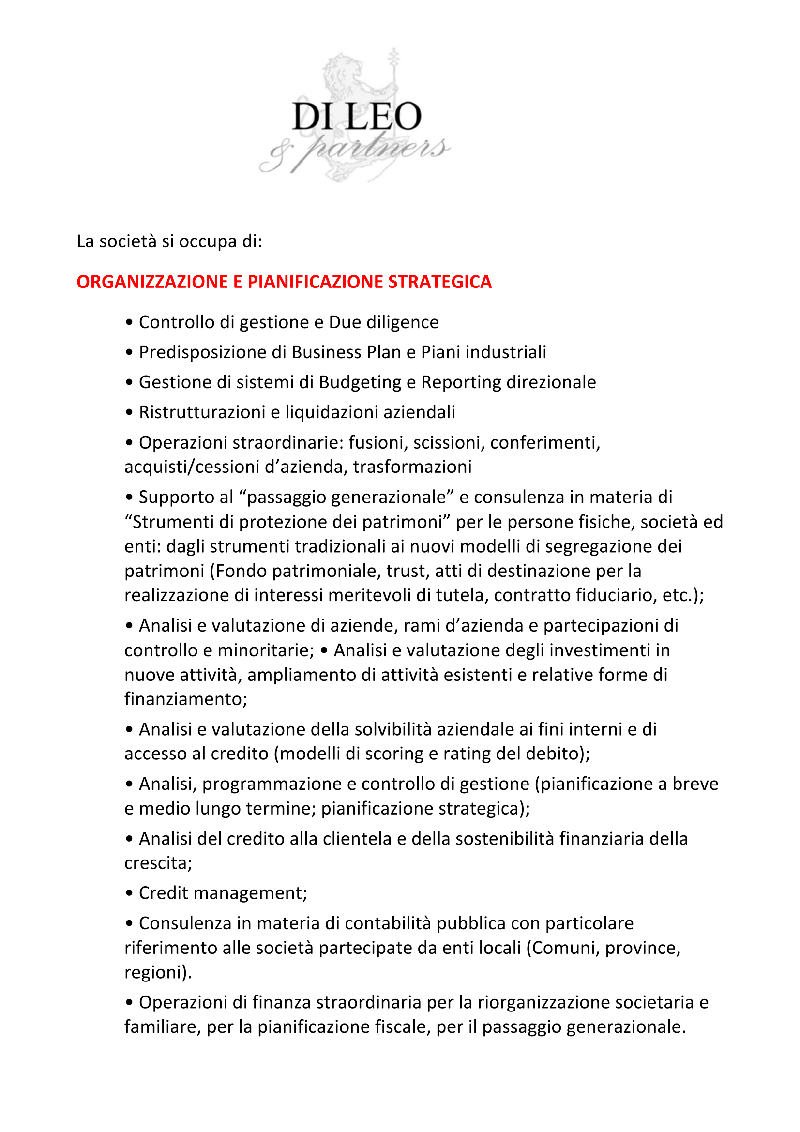 DI LEO
& partners
La società si occupa di:
ORGANIZZAZIONE E PIANIFICAZIONE STRATEGICA
• Controllo di gestione e Due diligence
• Predisposizione di Business Plan e Piani industriali
• Gestione di sistemi di Budgeting e Reporting direzionale
• Ristrutturazioni e liquidazioni aziendali
• Operazioni straordinarie: fusioni, scissioni, conferimenti,
acquisti/cessioni d’azienda, trasformazioni
• Supporto al “passaggio generazionale” e consulenza in materia di
“Strumenti di protezione dei patrimoni” per le persone fisiche, società ed
enti: dagli strumenti tradizionali ai nuovi modelli di segregazione dei
patrimoni (Fondo patrimoniale, trust, atti di destinazione per la
realizzazione di interessi meritevoli di tutela, contratto fiduciario, etc.);
• Analisi e valutazione di aziende, rami d’azienda e partecipazioni di
controllo e minoritarie; • Analisi e valutazione degli investimenti in
nuove attività, ampliamento di attività esistenti e relative forme di
finanziamento;
• Analisi e valutazione della solvibilità aziendale ai fini interni e di
accesso al credito (modelli di scoring e rating del debito);
• Analisi, programmazione e controllo di gestione (pianificazione a breve
e medio lungo termine; pianificazione strategica);
• Analisi del credito alla clientela e della sostenibilità finanziaria della
crescita;
• Credit management;
• Consulenza in materia di contabilità pubblica con particolare
riferimento alle società partecipate da enti locali (Comuni, province,
regioni).
• Operazioni di finanza straordinaria per la riorganizzazione societaria e
familiare, per la pianificazione fiscale, per il passaggio generazionale.